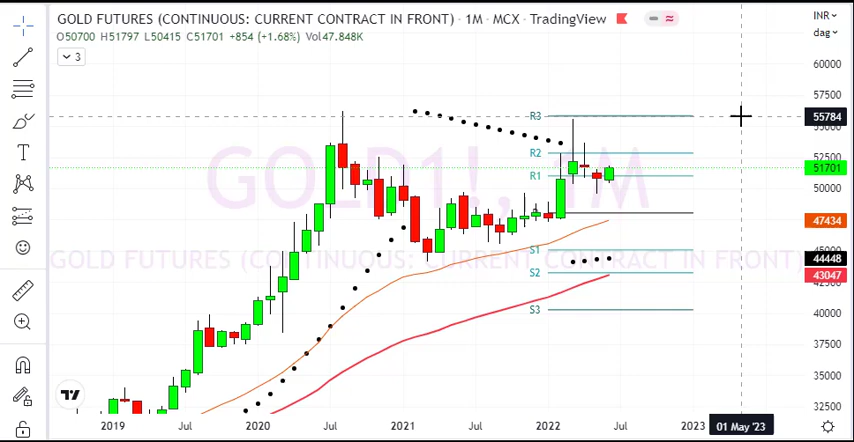 GOLD FUTURES (CONTINUOUS: CURRENT CONTRACT IN FRONT) · 1M · MCX · TradingView
O50700 H51797 L50415 C51701 +854 (+1.68%) Vol47.848K
3
INR
dag
60000
57500
R3
55784
55000
R2
52500
GOLD1!, 1M
51701
R1
50000
P
47434
45000
S1
GOLD FUTURES (CONTINUOUS: CURRENT CONTRACT IN FRONT)
44448
S2
43047
42500
S3
40000
37500
35000
32500
2019
Jul
2020
Jul
2021
Jul
2022
Jul
2023
01 May '23